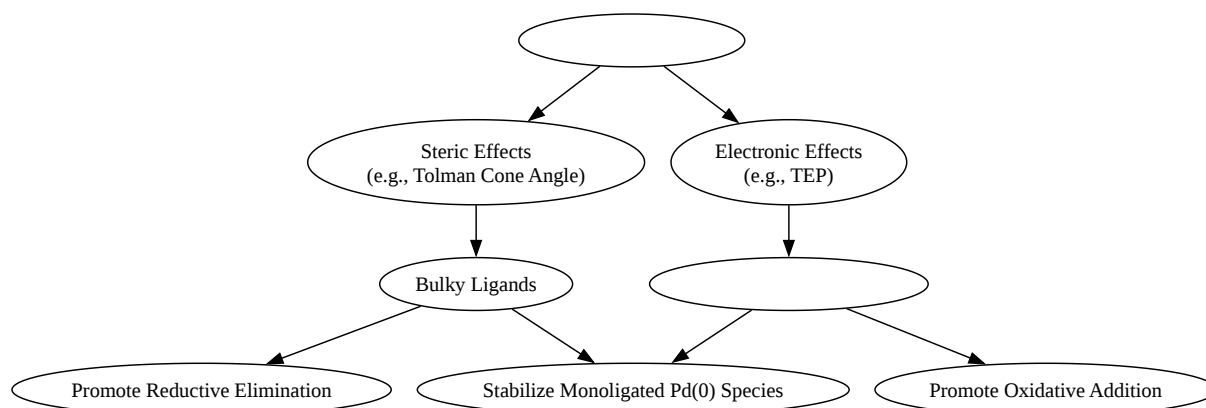 Steric Effects
(e.g., Tolman Cone Angle)
Electronic Effects
(e.g., TEP)
Bulky Ligands
Promote Reductive Elimination
Stabilize Monoligated Pd(0) Species
Promote Oxidative Addition